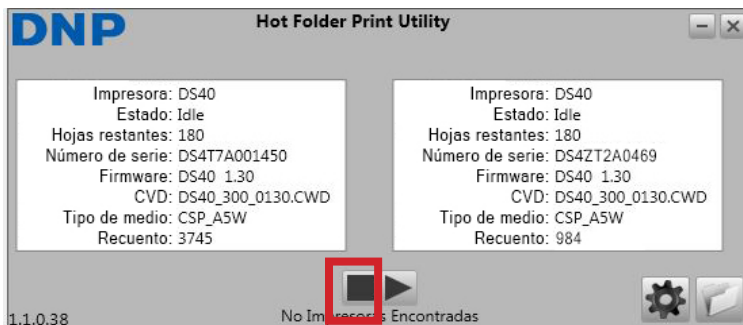 DNP
Hot Folder Print Utility
Impresora: DS40
Estado: Idle
Hojas restantes: 180
Número de serie: DS4T7A001450
Firmware: DS40 1.30
CVD: DS40_300_0130.CWD
Tipo de medio: CSP_A5W
Recuento: 3745
Impresora: DS40
Estado: Idle
Hojas restantes: 180
Número de serie: DS4ZT2A0469
Firmware: DS40 1.30
CVD: DS40_300_0130.CWD
Tipo de medio: CSP_A5W
Recuento: 984
1.1.0.38
No Impresoras Encontradas